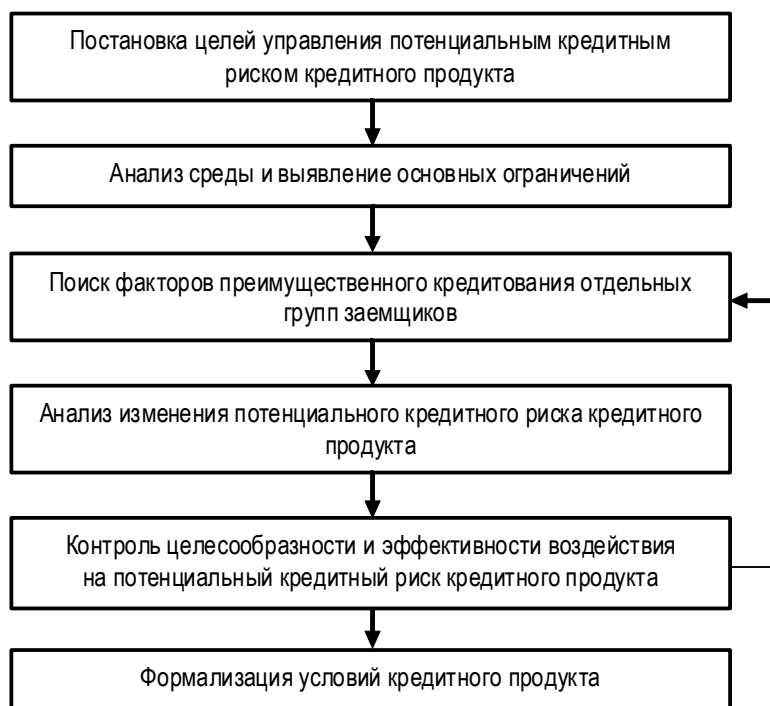 Постановка целей управления потенциальным кредитным
риском кредитного продукта
Анализ среды и выявление основных ограничений
Поиск факторов преимущественного кредитования отдельных
групп заемщиков
Анализ изменения потенциального кредитного риска кредитного
продукта
Контроль целесообразности и эффективности воздействия
на потенциальный кредитный риск кредитного продукта
Формализация условий кредитного продукта